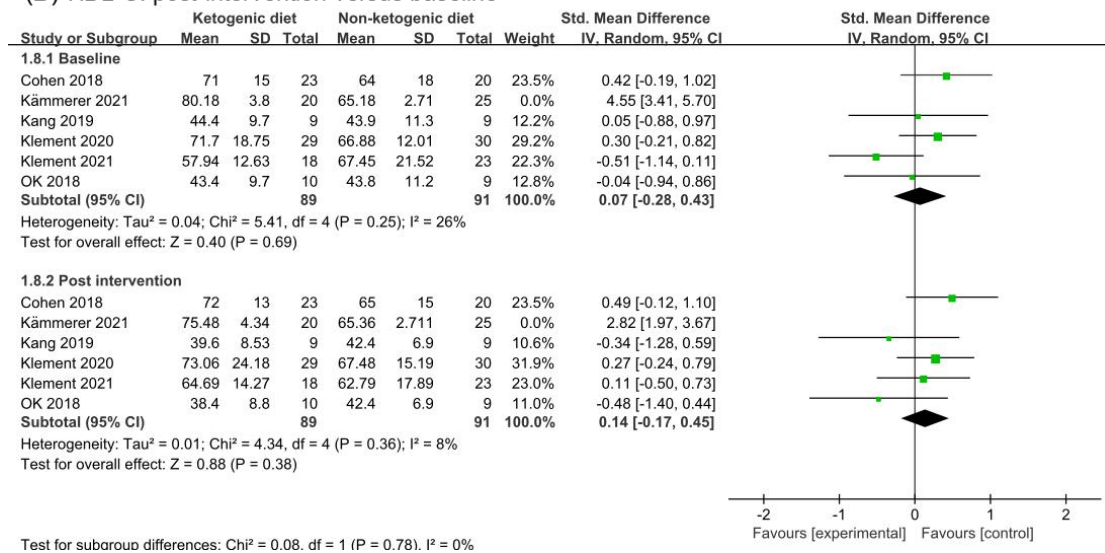 post intervention versus baseline
Ketogenic diet Non-ketogenic diet Std. Mean Difference Std. Mean Difference
Study or Subgroup Mean SD Total Mean SD Total Weight IV, Random, 95% CI IV, Random, 95% CI
1.8.1 Baseline
Cohen 2018 71 15 23 64 18 20 23.5% 0.42 [-0.19, 1.02]
Kämmerer 2021 80.18 3.8 20 65.18 2.71 25 0.0% 4.55 [3.41, 5.70]
Kang 2019 44.4 9.7 9 43.9 11.3 9 12.2% 0.05 [-0.88, 0.97]
Klement 2020 71.7 18.75 29 66.88 12.01 30 29.2% 0.30 [-0.21, 0.82]
Klement 2021 57.94 12.63 18 67.45 21.52 23 22.3% -0.51 [-1.14, 0.11]
OK 2018 43.4 9.7 10 43.8 11.2 9 12.8% -0.04 [-0.94, 0.86]
Subtotal (95% CI) 89 91 100.0% 0.07 [-0.28, 0.43]
Heterogeneity: Tau² = 0.04; Chi² = 5.41, df = 4 (P = 0.25); I² = 26%
Test for overall effect: Z = 0.40 (P = 0.69)
1.8.2 Post intervention
Cohen 2018 72 13 23 65 15 20 23.5% 0.49 [-0.12, 1.10]
Kämmerer 2021 75.48 4.34 20 65.36 2.711 25 0.0% 2.82 [1.97, 3.67]
Kang 2019 39.6 8.53 9 42.4 6.9 9 10.6% -0.34 [-1.28, 0.59]
Klement 2020 73.06 24.18 29 67.48 15.19 30 31.9% 0.27 [-0.24, 0.79]
Klement 2021 64.69 14.27 18 62.79 17.89 23 23.0% 0.11 [-0.50, 0.73]
OK 2018 38.4 8.8 10 42.4 6.9 9 11.0% -0.48 [-1.40, 0.44]
Subtotal (95% CI) 89 91 100.0% 0.14 [-0.17, 0.45]
Heterogeneity: Tau² = 0.01; Chi² = 4.34, df = 4 (P = 0.36); I² = 8%
Test for overall effect: Z = 0.88 (P = 0.38)
-2 -1 0 1 2
Favours [experimental] Favours [control]
Test for subgroup differences: Chi² = 0.08, df = 1 (P = 0.78), I² = 0%